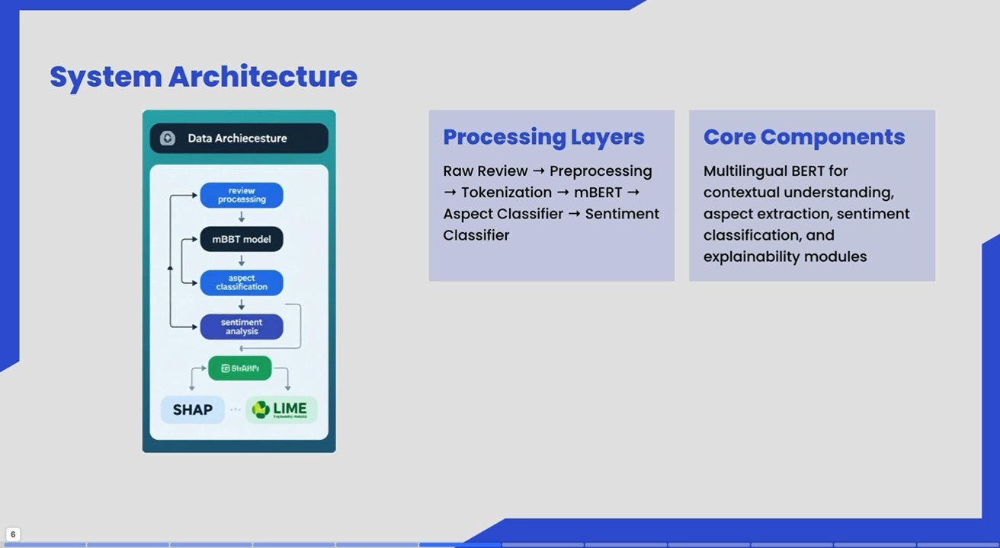 System Architecture
Data Archiecesture
review
processing
mBBT model
aspect
classification
sentiment
analysis
SHAP
LIME
Processing Layers
Raw Review → Preprocessing
→ Tokenization → mBERT →
Aspect Classifier → Sentiment
Classifier
Core Components
Multilingual BERT for
contextual understanding,
aspect extraction, sentiment
classification, and
explainability modules
6